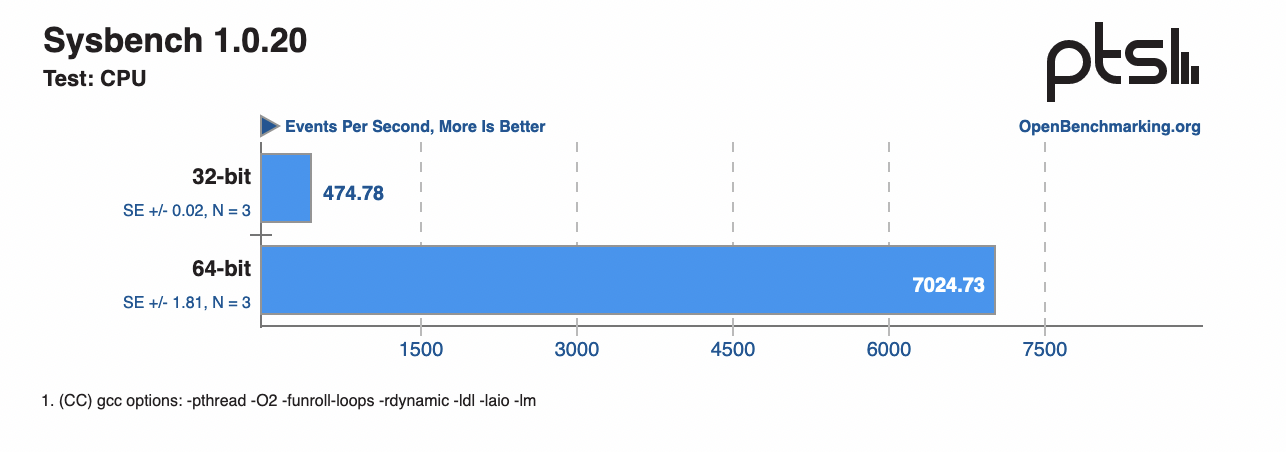 Sysbench 1.0.20
Test: CPU
ptsl
Events Per Second, More Is Better
OpenBenchmarking.org
32-bit
474.78
SE +/- 0.02, N = 3
64-bit
7024.73
SE +/- 1.81, N = 3
1500 3000 4500 6000 7500
1. (CC) gcc options: -pthread -O2 -funroll-loops -rdynamic -ldl -laio -lm